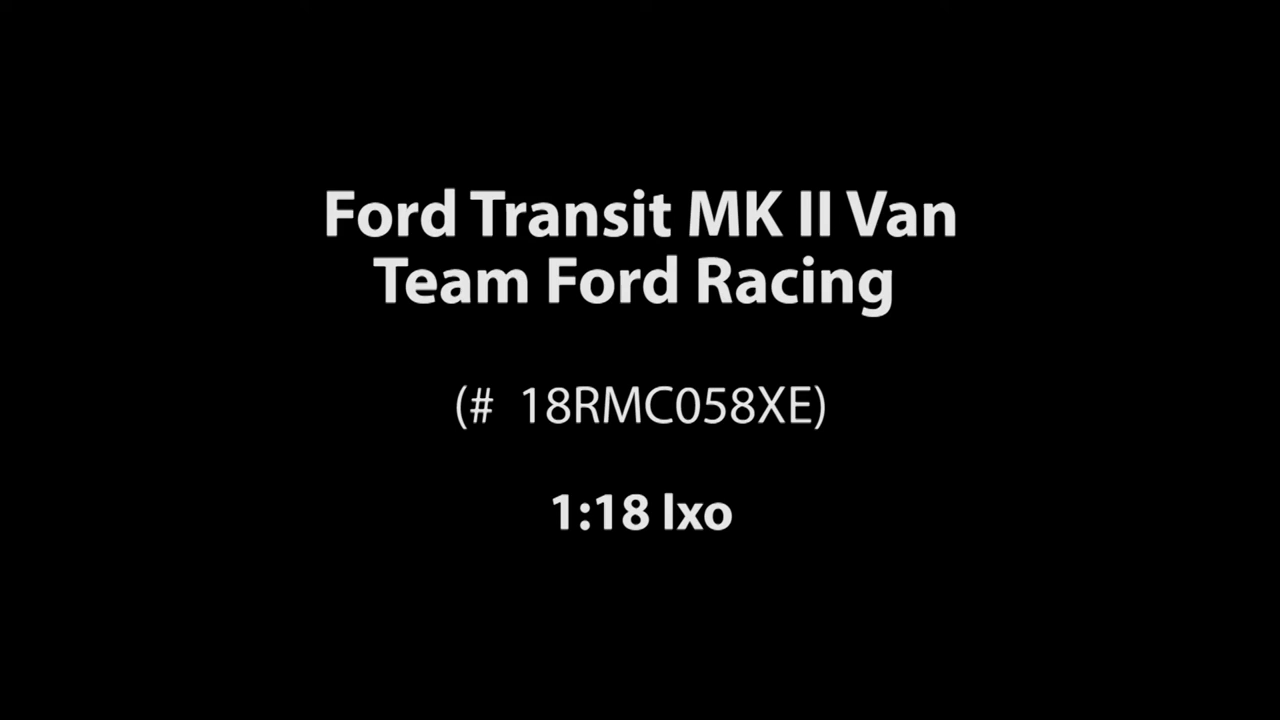 Ford Transit MK II Van
Team Ford Racing
(# 18RMC058XE)
1:18 Ixo